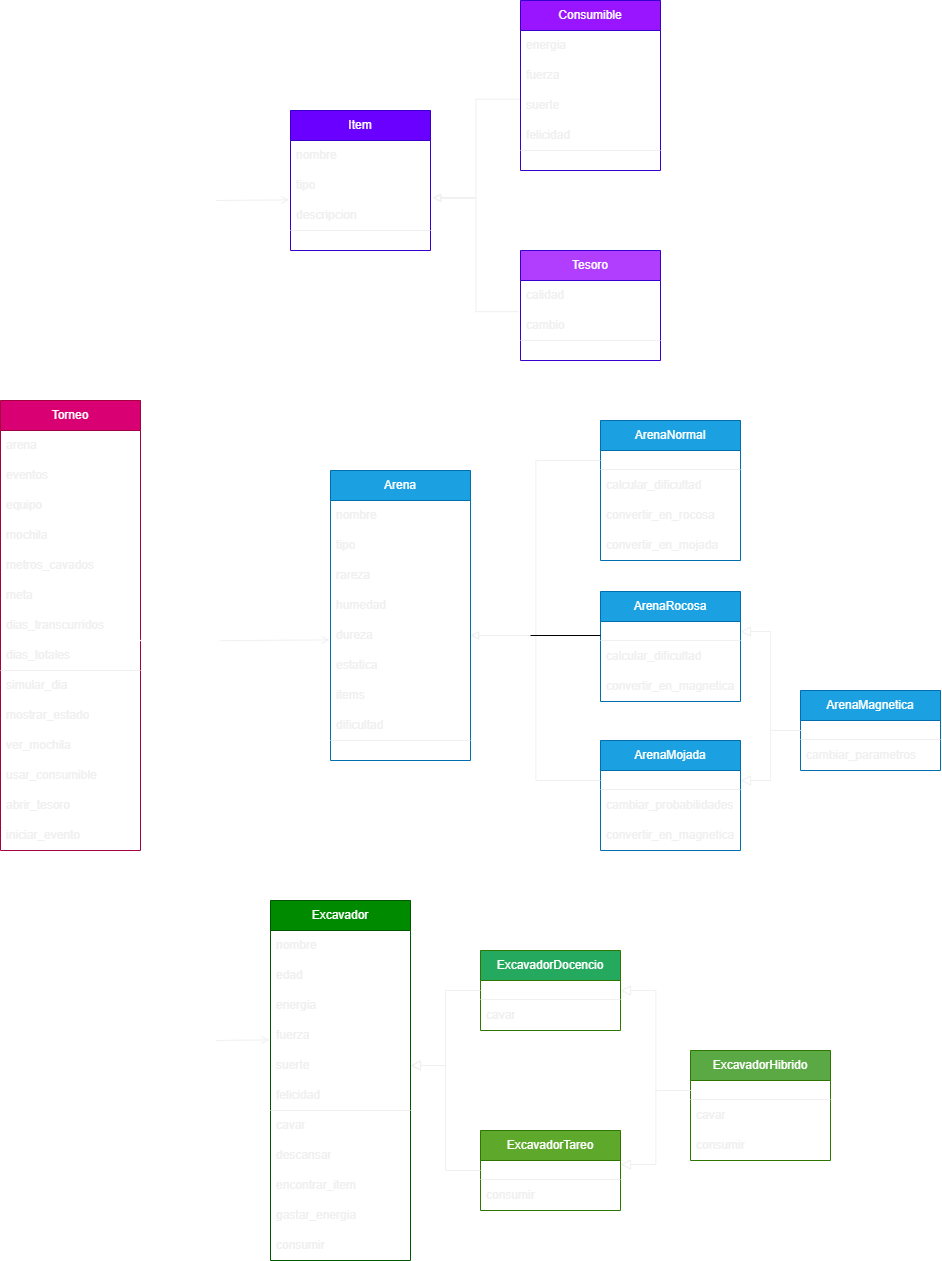 Consumible
energia
fuerza
suerte
felicidad
Item
nombre
tipo
descripcion
Tesoro
calidad
cambio
Torneo
arena
eventos
equipo
mochila
metros_cavados
meta
dias_transcurridos
dias_totales
simular_dia
mostrar_estado
ver_mochila
usar_consumible
abrir_tesoro
iniciar_evento
Arena
nombre
tipo
rareza
humedad
dureza
estatica
items
dificultad
ArenaNormal
calcular_dificultad
convertir_en_rocosa
convertir_en_mojada
ArenaRocosa
calcular_dificultad
convertir_en_magnetica
ArenaMojada
cambiar_probabilidades
convertir_en_magnetica
ArenaMagnetica
cambiar_parametros
Excavador
nombre
edad
energia
fuerza
suerte
felicidad
cavar
descansar
encontrar_item
gastar_energia
consumir
ExcavadorDocencio
cavar
ExcavadorTareo
consumir
ExcavadorHibrido
cavar
consumir